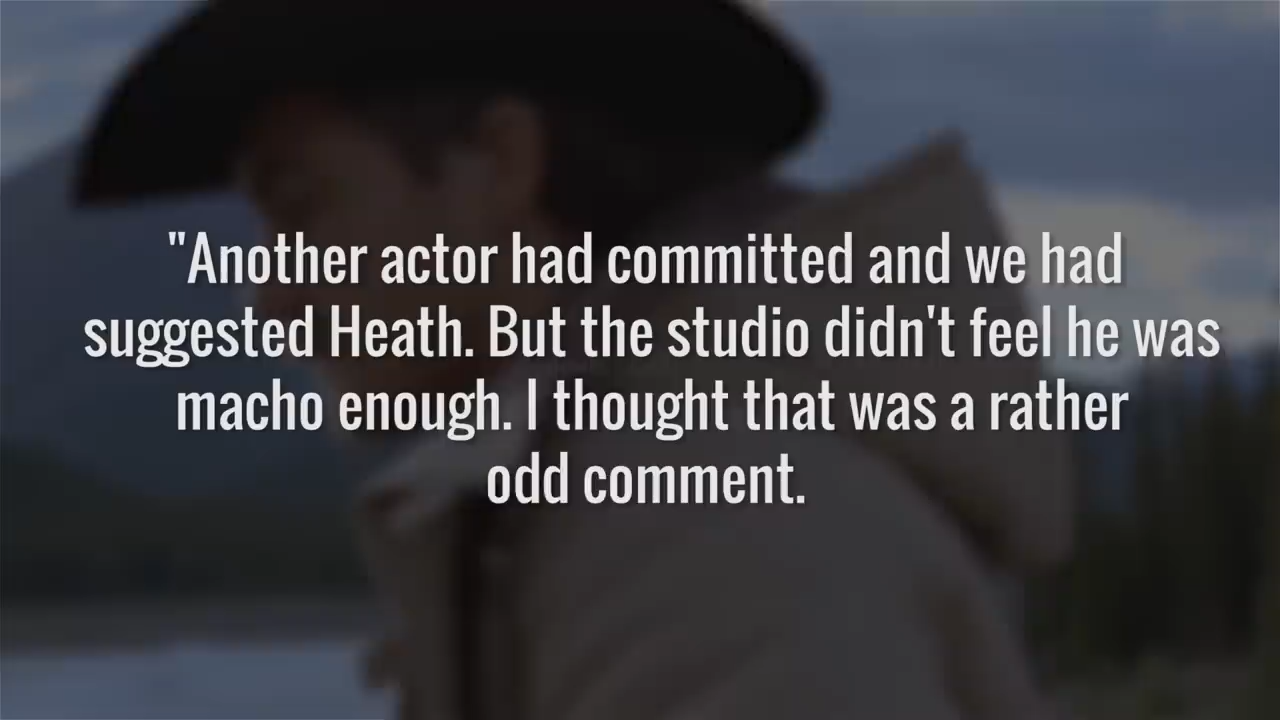 "Another actor had committed and we had
suggested Heath. But the studio didn't feel he was
macho enough. I thought that was a rather
odd comment.